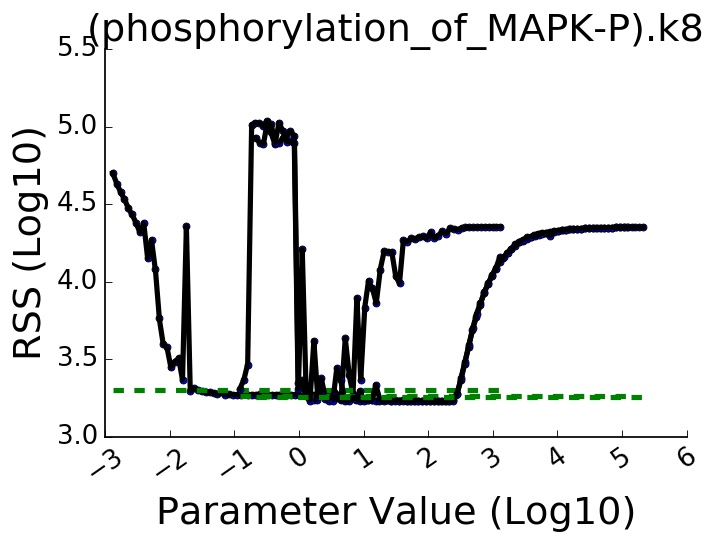 (phosphorylation_of_MAPK-P).k8
5.5
5.0
4.5
4.0
3.5
3.0
RSS (Log10)
−3 −2 −1 0 1 2 3 4 5 6
Parameter Value (Log10)